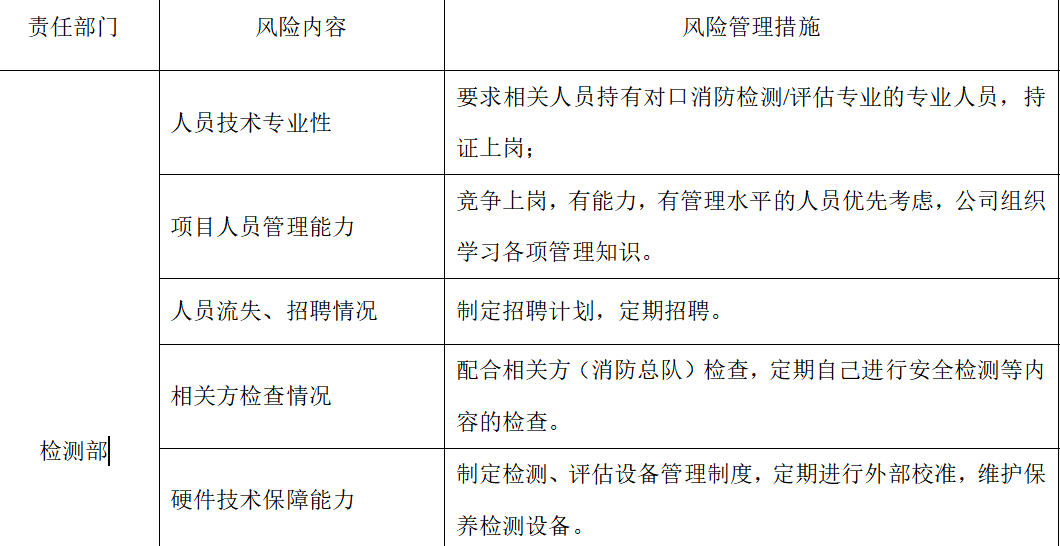 责任部门 风险内容 风险管理措施
人员技术专业性
要求相关人员持有对口消防检测/评估专业的专业人员，持
证上岗；
项目人员管理能力
竞争上岗，有能力，有管理水平的人员优先考虑，公司组织
学习各项管理知识。
人员流失、招聘情况
制定招聘计划，定期招聘。
相关方检查情况
配合相关方（消防总队）检查，定期自己进行安全检测等内
容的检查。
检测部
硬件技术保障能力
制定检测、评估设备管理制度，定期进行外部校准，维护保
养检测设备。